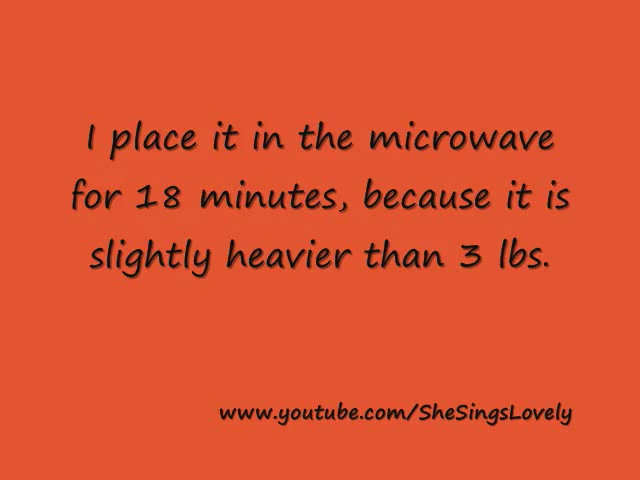 I place it in the microwave
for 18 minutes, because it is
slightly heavier than 3 lbs.
www.youtube.com/SheSingsLovely